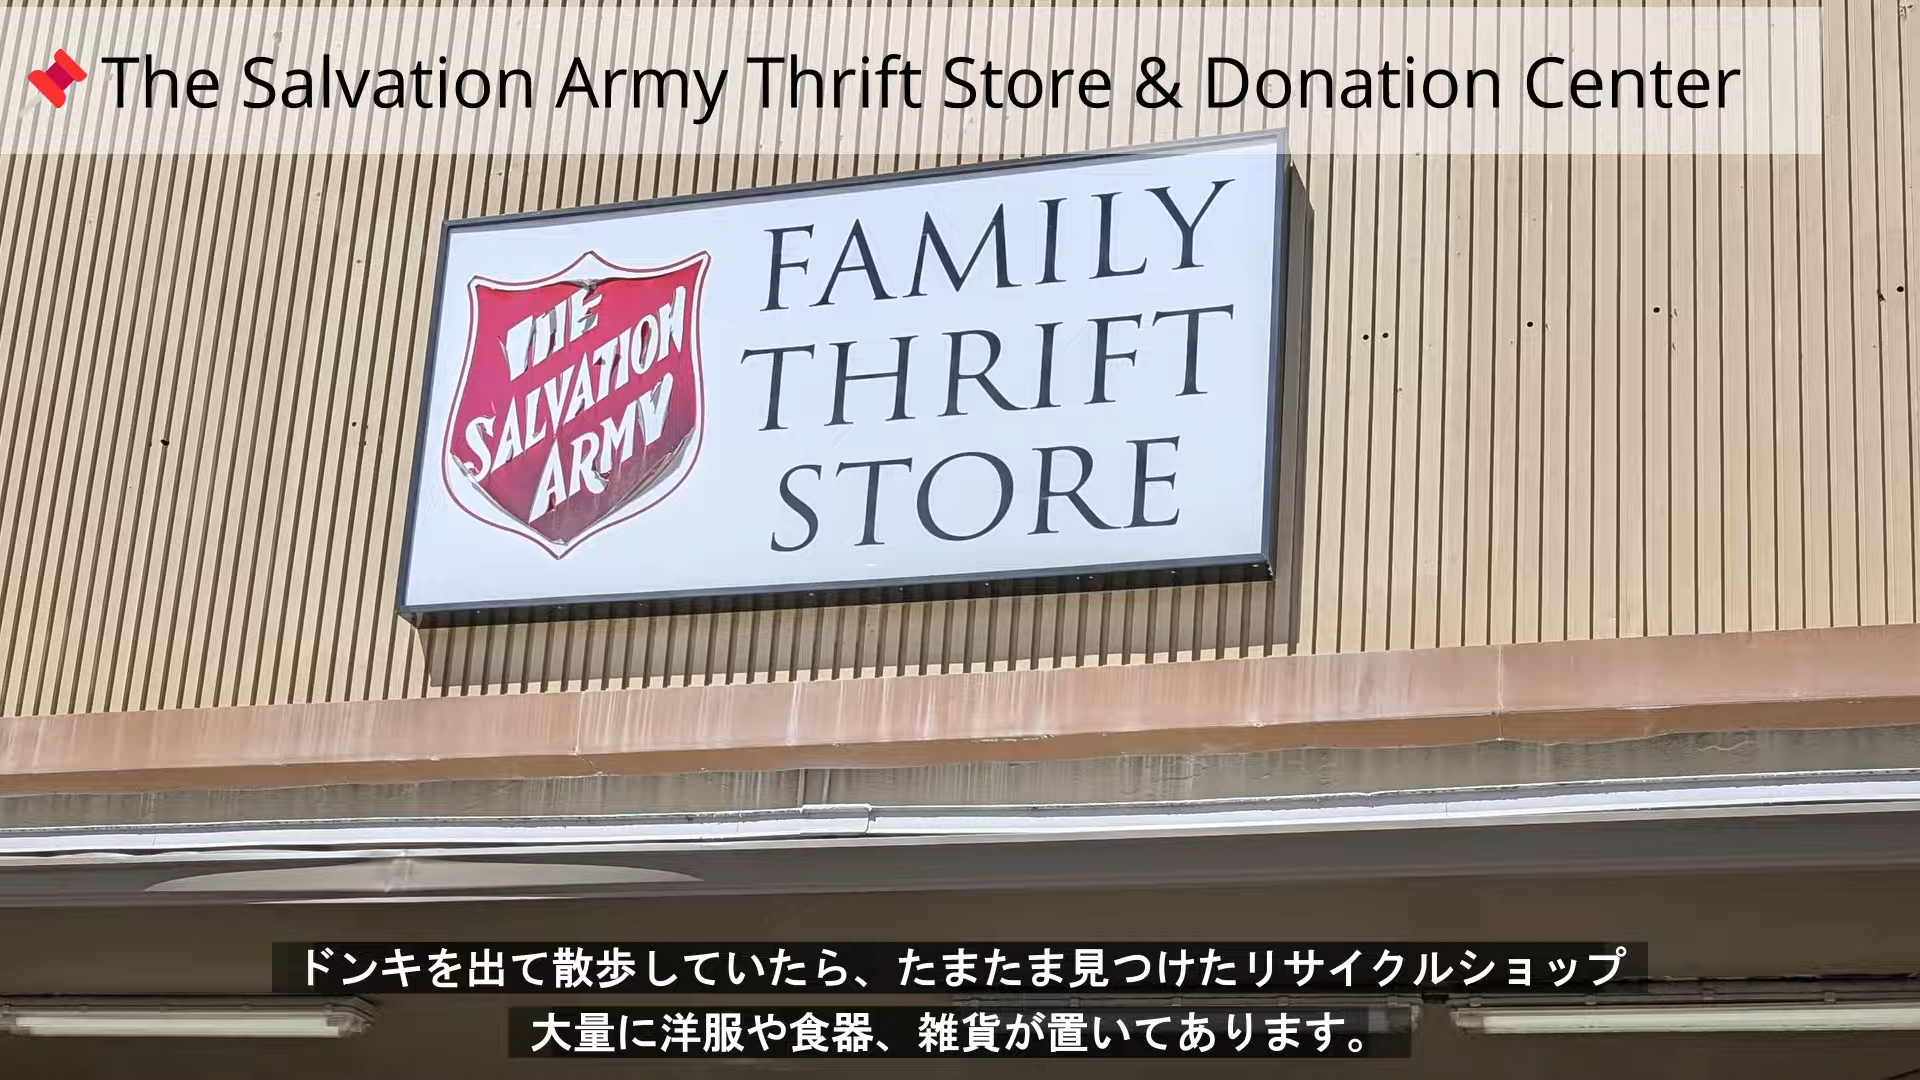 The Salvation Army Thrift Store & Donation Center
THE
SALVATION
ARMY
FAMILY
THRIFT
STORE
ドンキを出て散歩していたら、たまたま見つけたリサイクルショップ
大量に洋服や食器、雑貨が置いてあります。